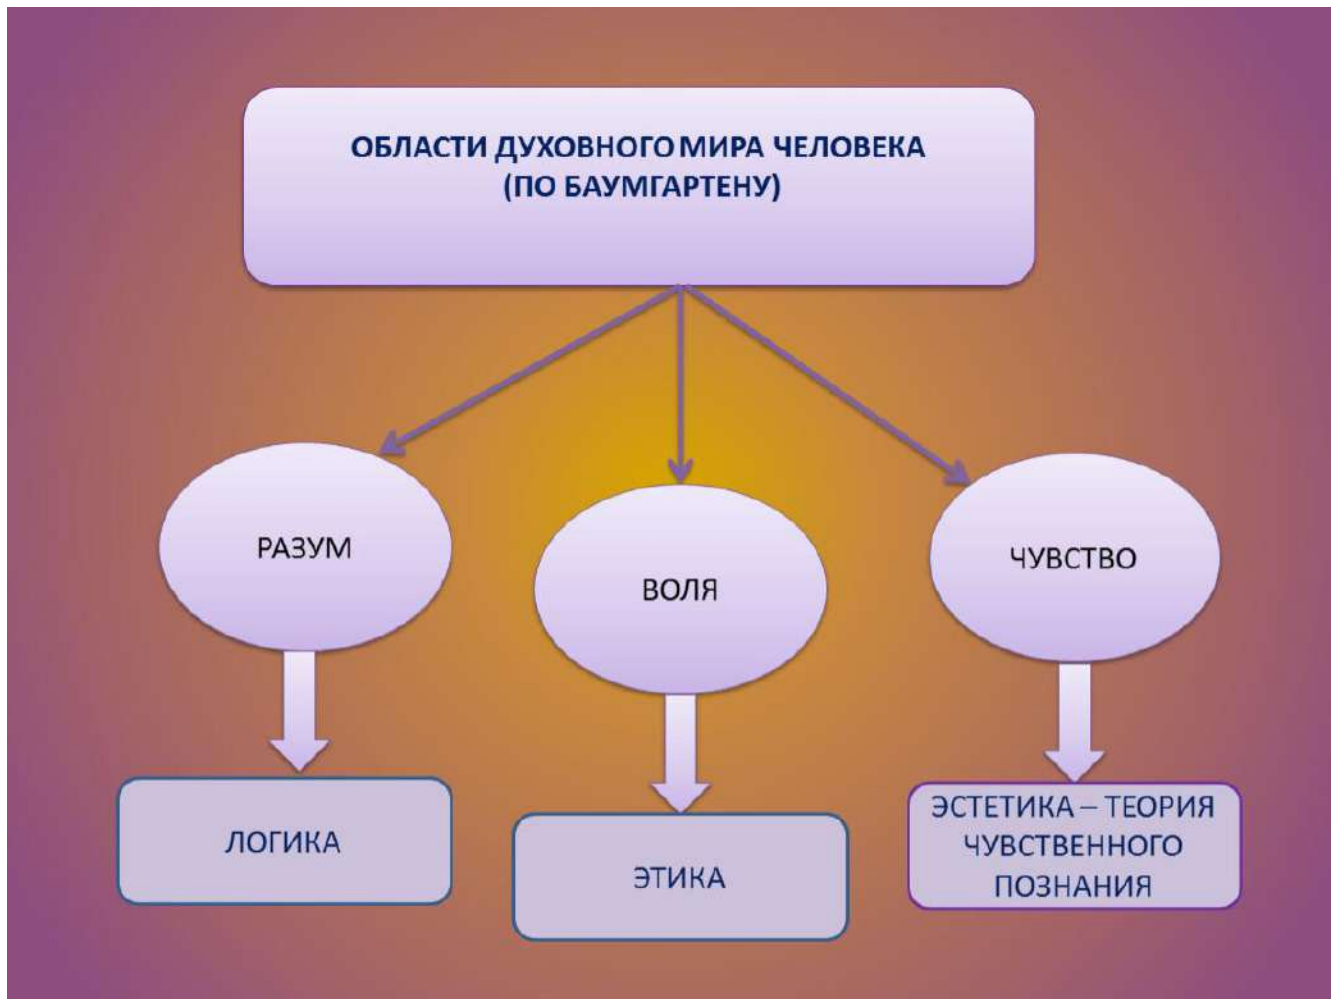 ОБЛАСТИ ДУХОВНОГО МИРА ЧЕЛОВЕКА
(ПО БАУМГАРТЕНУ)
РАЗУМ
ВОЛЯ
ЧУВСТВО
ЛОГИКА
ЭТИКА
ЭСТЕТИКА – ТЕОРИЯ
ЧУВСТВЕННОГО
ПОЗНАНИЯ